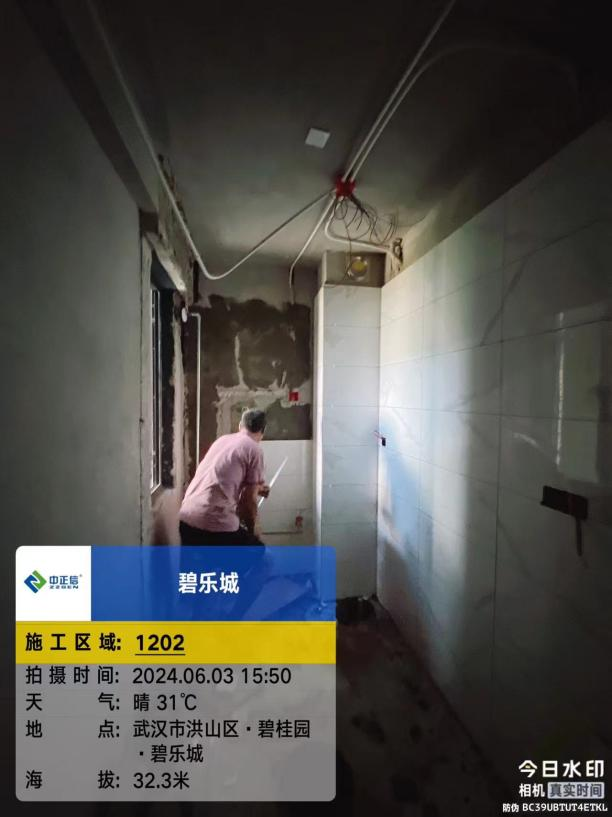 中正信
ZZSEN
碧乐城
施工区域: 1202
拍摄时间: 2024.06.03 15:50
天气: 晴 31℃
地点: 武汉市洪山区·碧桂园
·碧乐城
海拔: 32.3米
今日水印
相机 真实时间
防伪 BC39UBTUT4ETKL